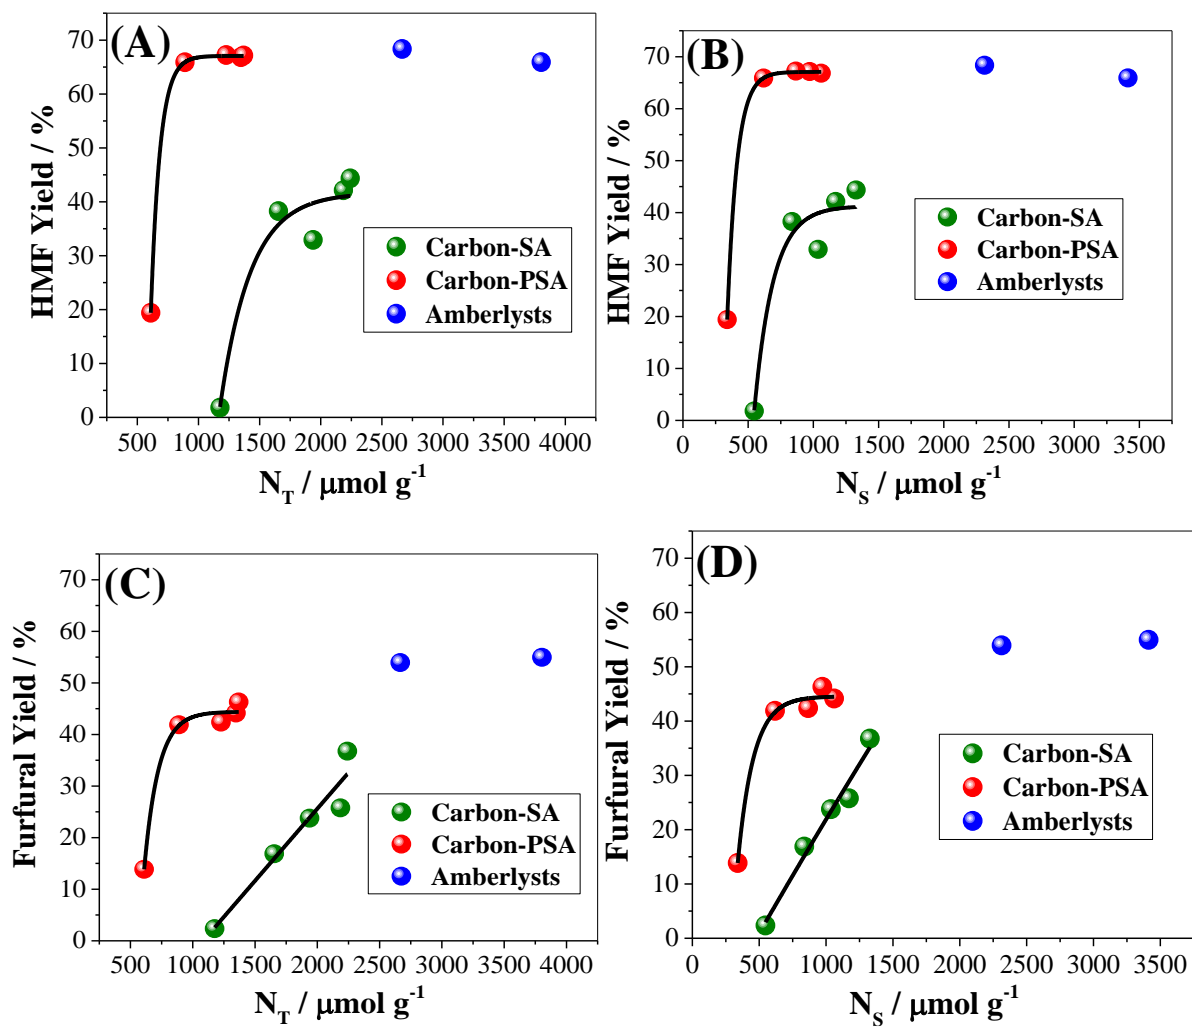 (A)
HMF Yield / %
70
60
50
40
30
20
10
0
Carbon-SA
Carbon-PSA
Amberlysts
500 1000 1500 2000 2500 3000 3500 4000
N_T / µmol g⁻¹
(B)
HMF Yield / %
70
60
50
40
30
20
10
0
Carbon-SA
Carbon-PSA
Amberlysts
0 500 1000 1500 2000 2500 3000 3500
N_S / µmol g⁻¹
(C)
Furfural Yield / %
70
60
50
40
30
20
10
0
Carbon-SA
Carbon-PSA
Amberlysts
500 1000 1500 2000 2500 3000 3500 4000
N_T / µmol g⁻¹
(D)
Furfural Yield / %
70
60
50
40
30
20
10
0
Carbon-SA
Carbon-PSA
Amberlysts
0 500 1000 1500 2000 2500 3000 3500
N_S / µmol g⁻¹